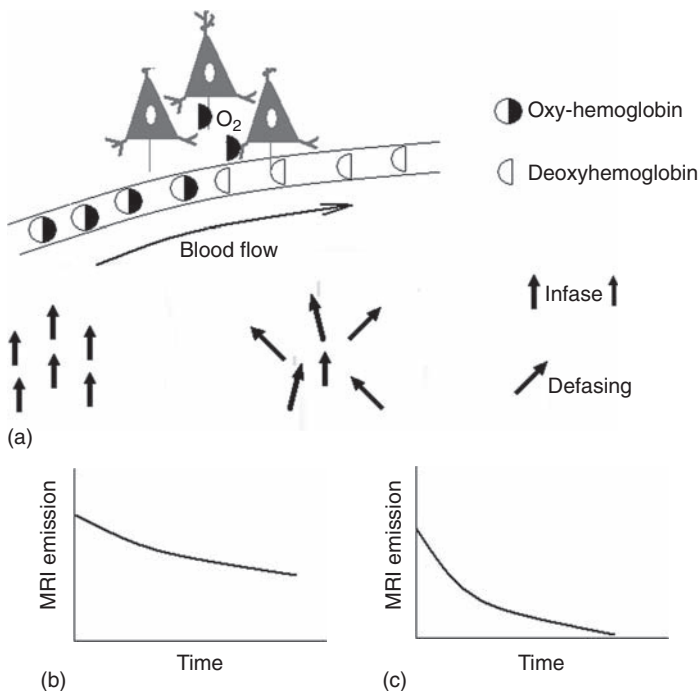 O2
Oxy-hemoglobin
Deoxyhemoglobin
Blood flow
Infase
Defasing
(a)
MRI emission
Time
(b)
MRI emission
Time
(c)